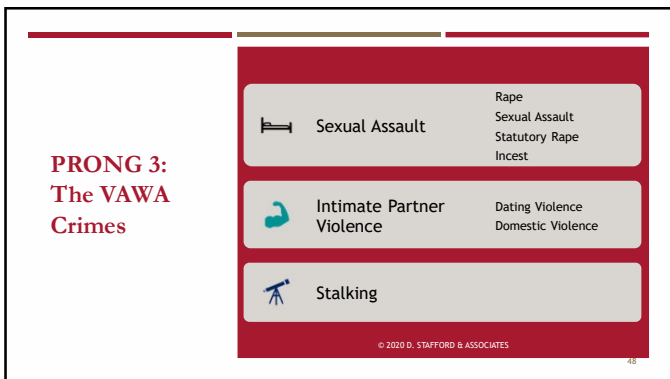 PRONG 3:
The VAWA
Crimes
Sexual Assault
Rape
Sexual Assault
Statutory Rape
Incest
Intimate Partner
Violence
Dating Violence
Domestic Violence
Stalking
© 2020 D. STAFFORD & ASSOCIATES
48